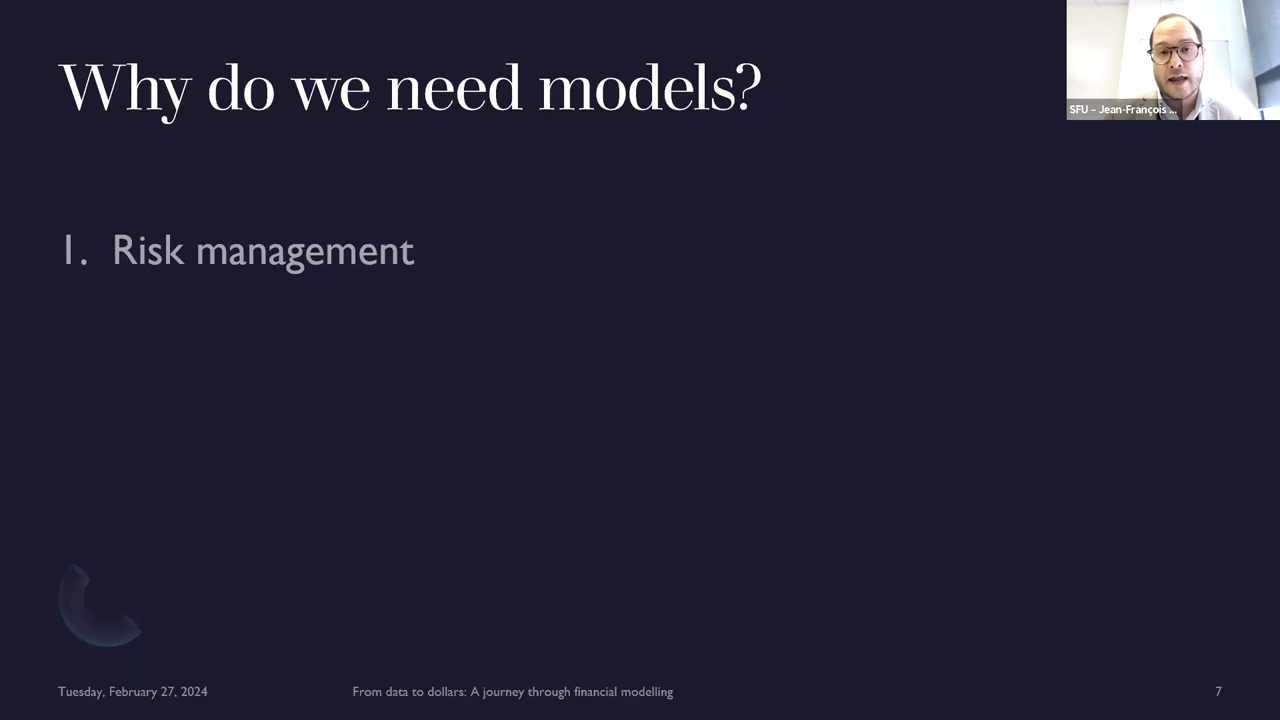 Why do we need models?
SFU – Jean-François ...
1. Risk management
Tuesday, February 27, 2024
From data to dollars: A journey through financial modelling
7